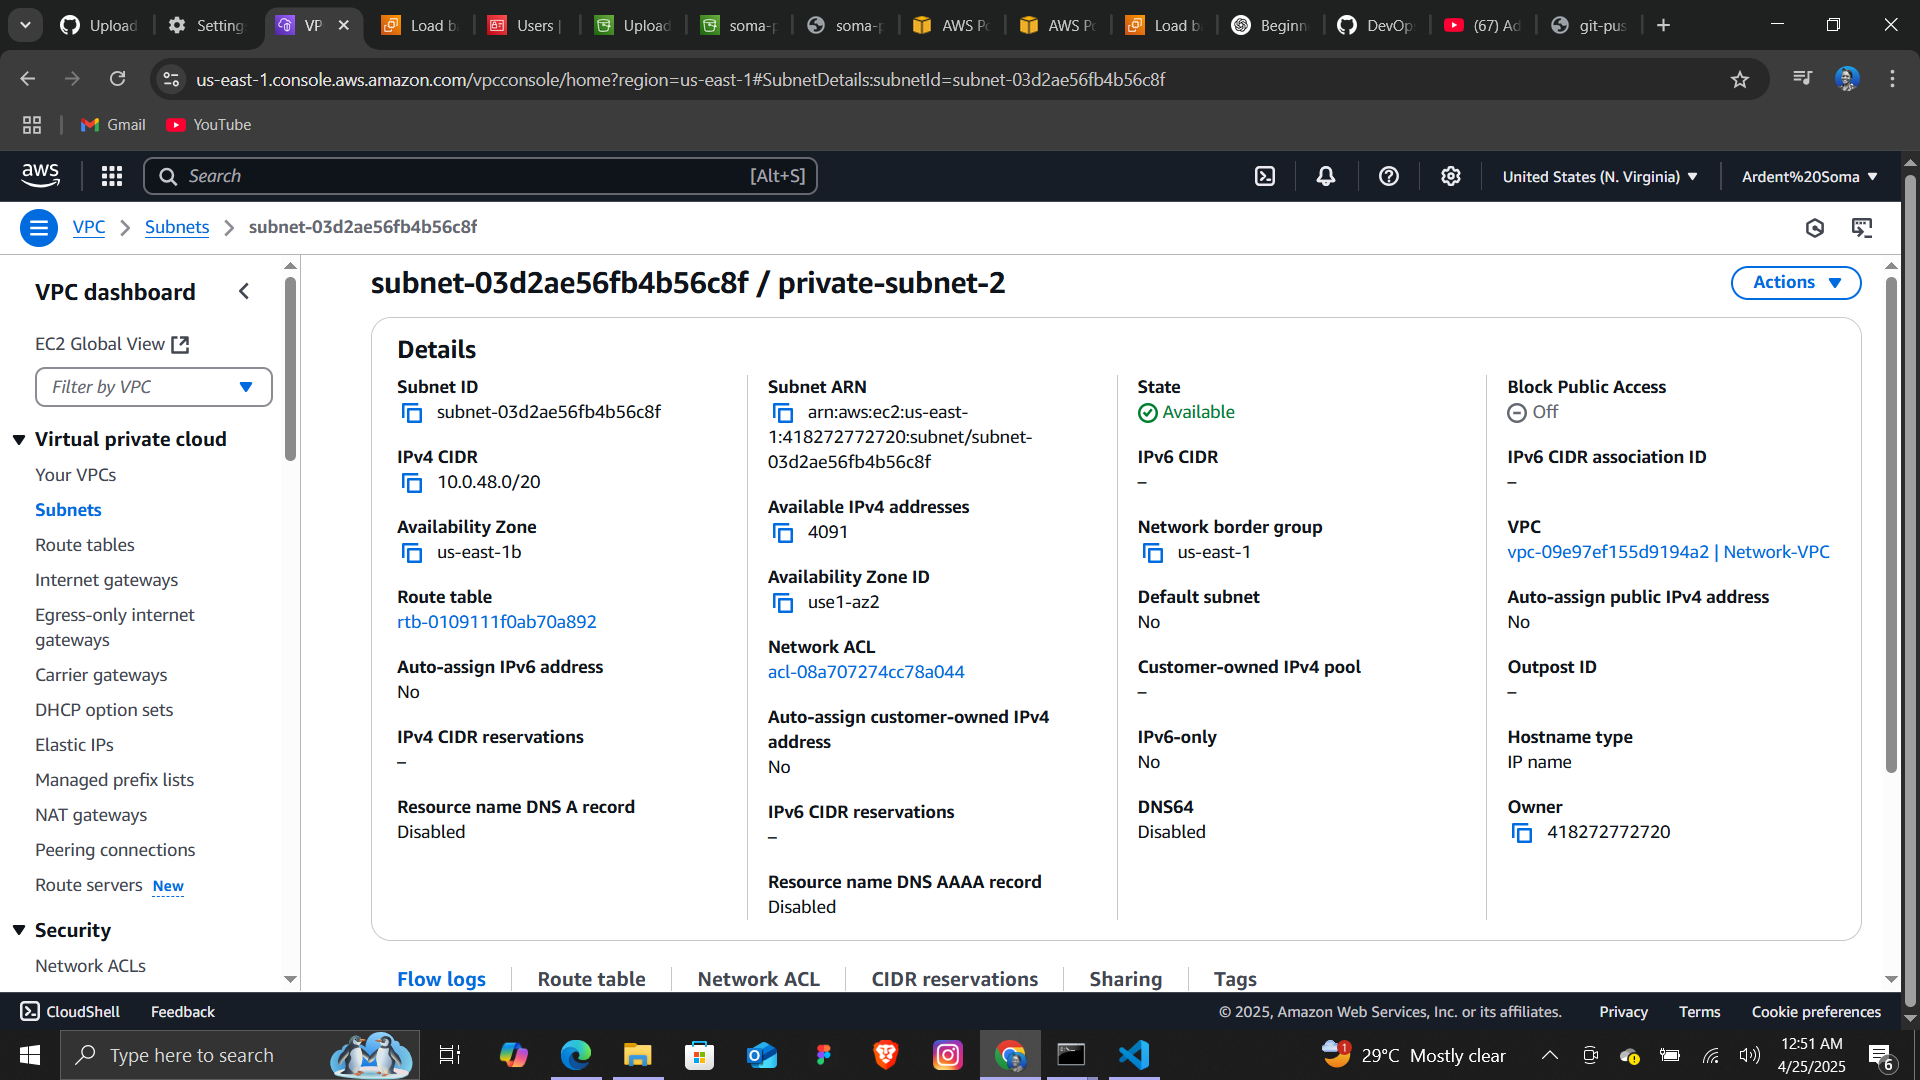 Upload
Setting
VP
Load b
Users |
Upload
soma-p
soma-p
AWS Po
AWS Po
Load b
Beginn
DevOp
(67) Ad
git-pus
us-east-1.console.aws.amazon.com/vpcconsole/home?region=us-east-1#SubnetDetails:subnetId=subnet-03d2ae56fb4b56c8f
Gmail
YouTube
aws
Search
[Alt+S]
United States (N. Virginia)
Ardent%20Soma
VPC
Subnets
subnet-03d2ae56fb4b56c8f
VPC dashboard
EC2 Global View
Filter by VPC
Virtual private cloud
Your VPCs
Subnets
Route tables
Internet gateways
Egress-only internet
gateways
Carrier gateways
DHCP option sets
Elastic IPs
Managed prefix lists
NAT gateways
Peering connections
Route servers New
Security
Network ACLs
subnet-03d2ae56fb4b56c8f / private-subnet-2
Actions
Details
Subnet ID
subnet-03d2ae56fb4b56c8f
IPv4 CIDR
10.0.48.0/20
Availability Zone
us-east-1b
Route table
rtb-0109111f0ab70a892
Auto-assign IPv6 address
No
IPv4 CIDR reservations
–
Resource name DNS A record
Disabled
Subnet ARN
arn:aws:ec2:us-east-
1:418272772720:subnet/subnet-
03d2ae56fb4b56c8f
Available IPv4 addresses
4091
Availability Zone ID
use1-az2
Network ACL
acl-08a707274cc78a044
Auto-assign customer-owned IPv4
address
No
IPv6 CIDR reservations
–
Resource name DNS AAAA record
Disabled
State
Available
IPv6 CIDR
–
Network border group
us-east-1
Default subnet
No
Customer-owned IPv4 pool
–
IPv6-only
No
DNS64
Disabled
Block Public Access
Off
IPv6 CIDR association ID
–
VPC
vpc-09e97ef155d9194a2 | Network-VPC
Auto-assign public IPv4 address
No
Outpost ID
–
Hostname type
IP name
Owner
418272772720
Flow logs
Route table
Network ACL
CIDR reservations
Sharing
Tags
CloudShell
Feedback
© 2025, Amazon Web Services, Inc. or its affiliates.
Privacy
Terms
Cookie preferences
Type here to search
1
29°C Mostly clear
12:51 AM
4/25/2025
6